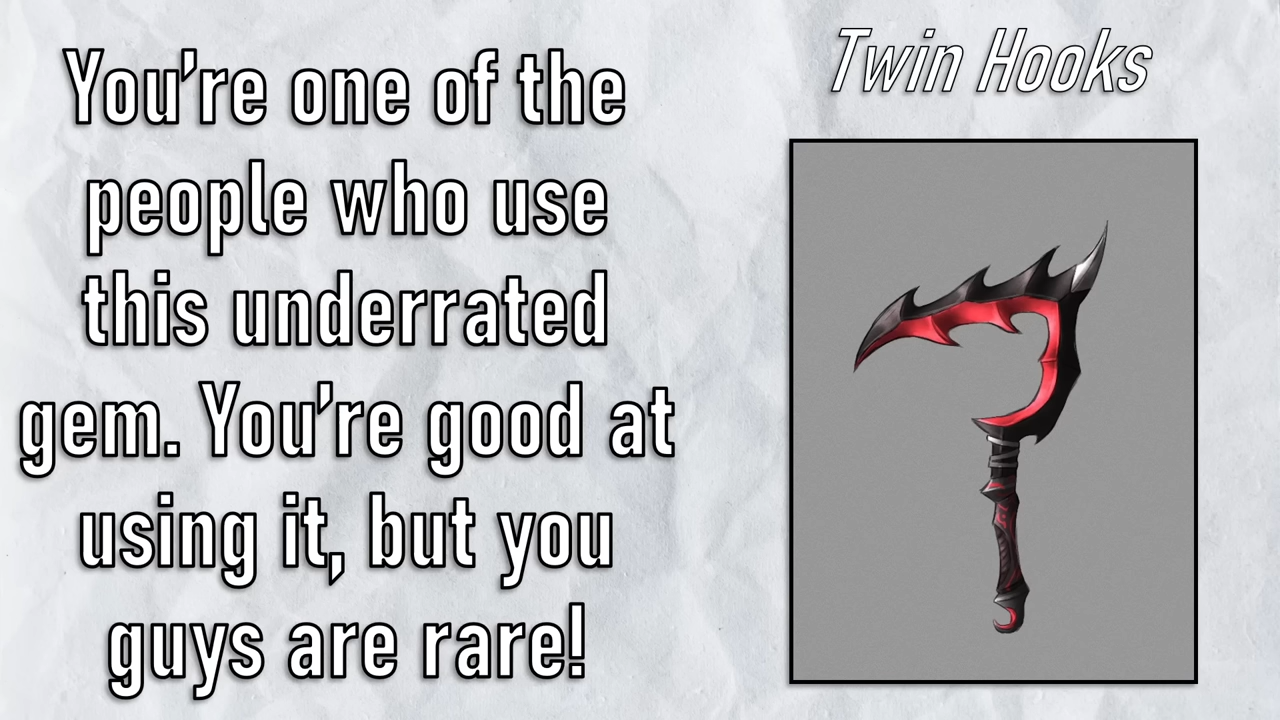 You're one of the
people who use
this underrated
gem. You're good at
using it, but you
guys are rare!
Twin Hooks